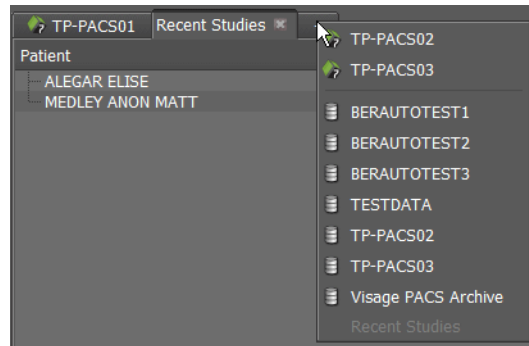 TP-PACS01
Recent Studies
Patient
ALEGAR ELISE
MEDLEY ANON MATT
TP-PACS02
TP-PACS03
BERAUTOTEST1
BERAUTOTEST2
BERAUTOTEST3
TESTDATA
TP-PACS02
TP-PACS03
Visage PACS Archive
Recent Studies